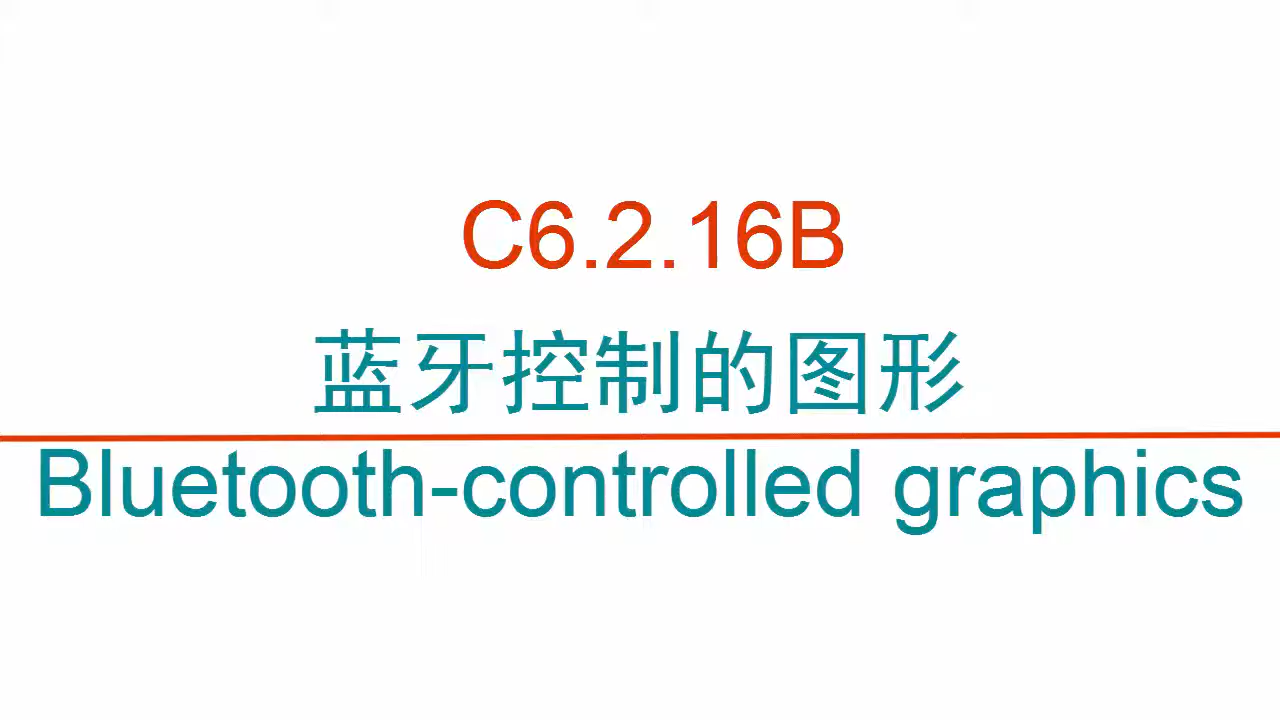 C6.2.16B
蓝牙控制的图形
Bluetooth-controlled graphics